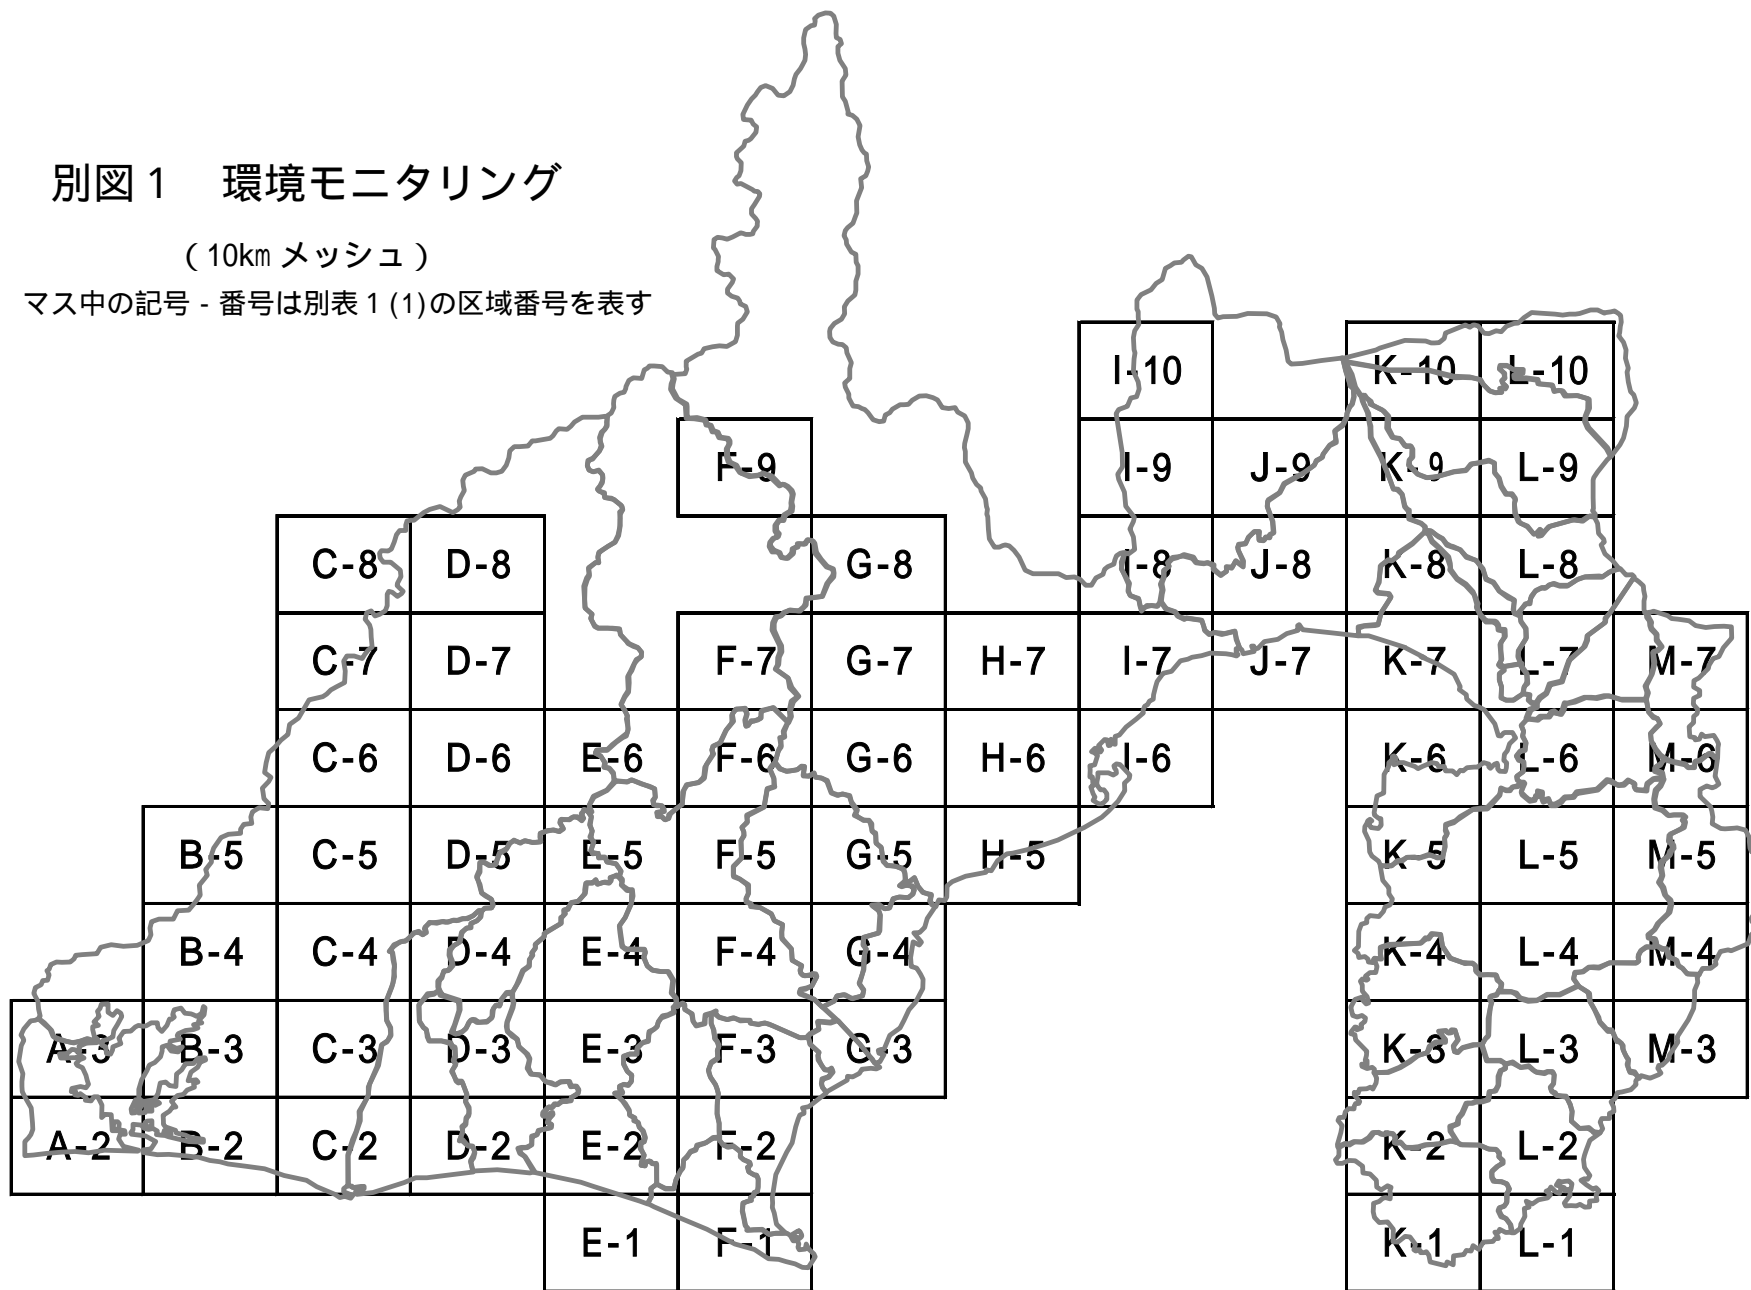 別図1　環境モニタリング
（10km メッシュ）
マス中の記号 - 番号は別表1(1)の区域番号を表す
I-10 K-10 L-10
F-9 I-9 J-9 K-9 L-9
C-8 D-8 G-8 I-8 J-8 K-8 L-8
C-7 D-7 F-7 G-7 H-7 I-7 J-7 K-7 L-7 M-7
C-6 D-6 E-6 F-6 G-6 H-6 I-6 K-6 L-6 M-6
B-5 C-5 D-5 E-5 F-5 G-5 H-5 K-5 L-5 M-5
B-4 C-4 D-4 E-4 F-4 G-4 K-4 L-4 M-4
A-3 B-3 C-3 D-3 E-3 F-3 G-3 K-3 L-3 M-3
A-2 B-2 C-2 D-2 E-2 F-2 K-2 L-2
E-1 F-1 K-1 L-1